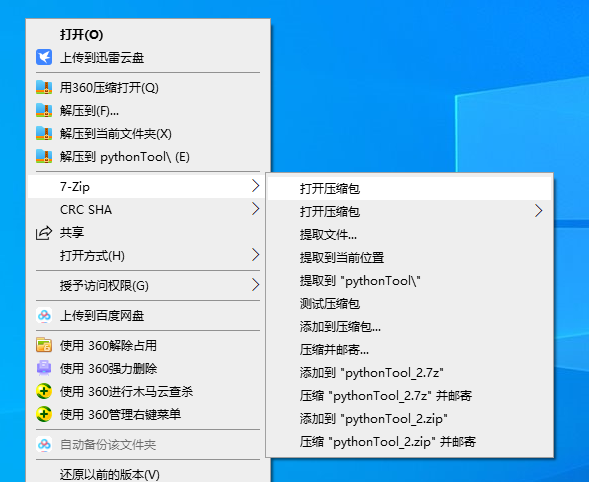 打开(O)
上传到迅雷云盘
用360压缩打开(Q)
解压到(F)...
解压到当前文件夹(X)
解压到 pythonTool\ (E)
7-Zip
CRC SHA
共享
打开方式(H)
授予访问权限(G)
上传到百度网盘
使用 360解除占用
使用 360强力删除
使用 360进行木马云查杀
使用 360管理右键菜单
自动备份该文件夹
还原以前的版本(V)
打开压缩包
打开压缩包
提取文件...
提取到当前位置
提取到 "pythonTool\"
测试压缩包
添加到压缩包...
压缩并邮寄...
添加到 "pythonTool_2.7z"
压缩 "pythonTool_2.7z" 并邮寄
添加到 "pythonTool_2.zip"
压缩 "pythonTool_2.zip" 并邮寄